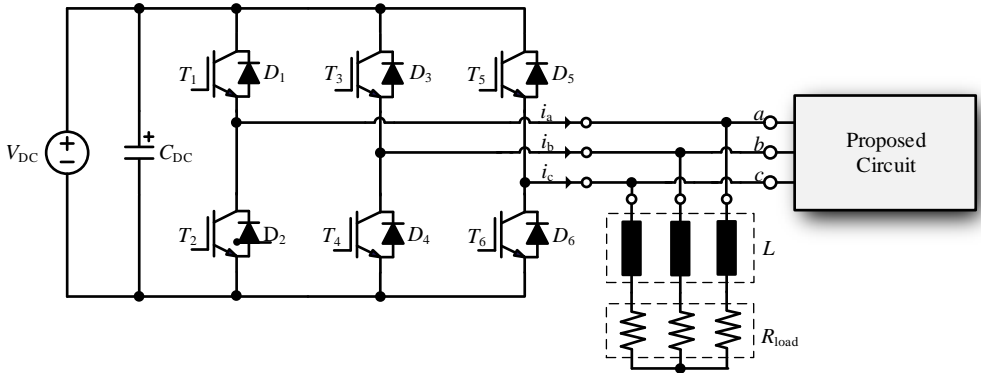 T1 D1 T3 D3 T5 D5
ia a
ib b
ic c
VDC CDC
T2 D2 T4 D4 T6 D6
L
Rload
Proposed
Circuit